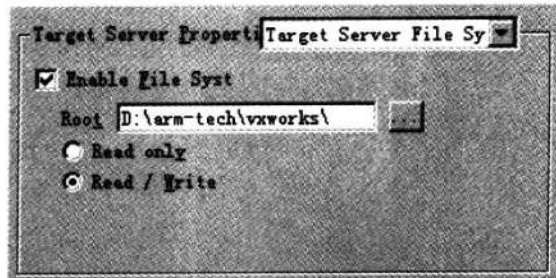 Target Server Properti Target Server File Sy
Enable File Syst
Root D:\arm-tech\vxworks\ ...
Read only
Read / Write